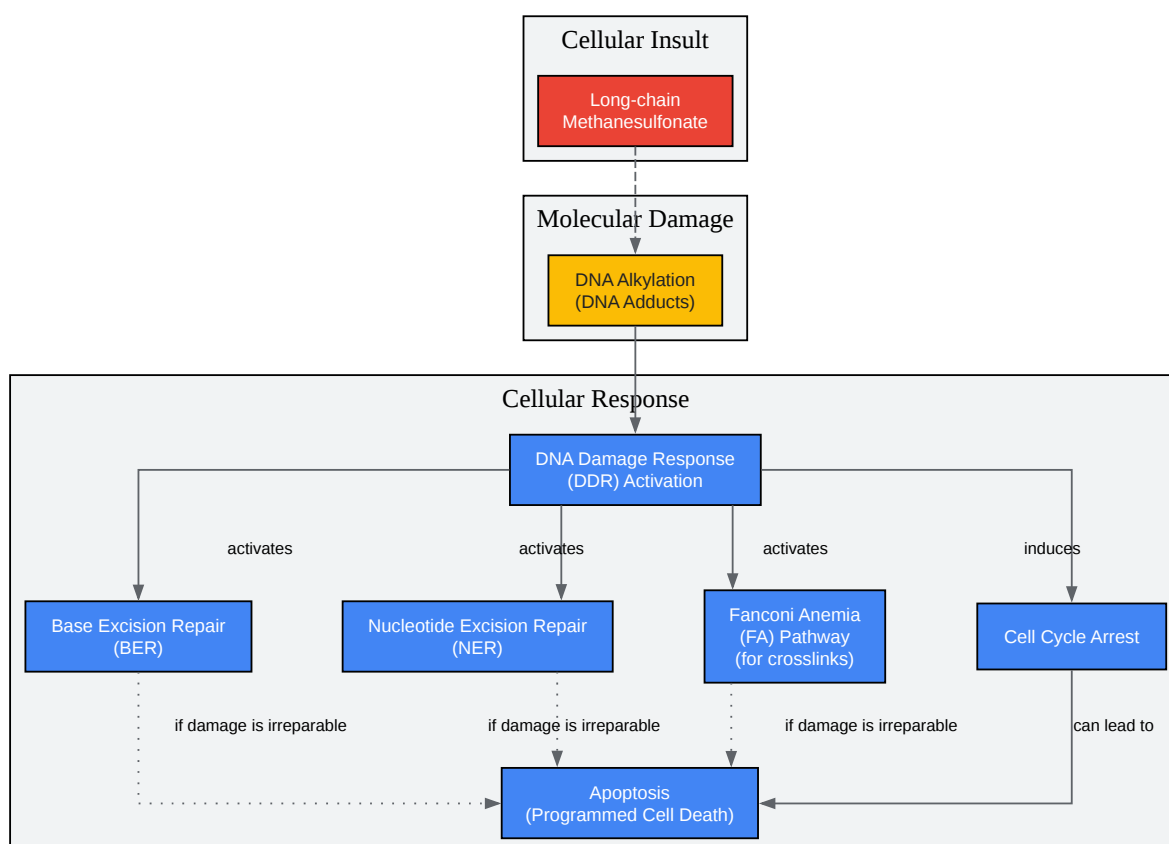 Cellular Insult
Long-chain
Methanesulfonate
Molecular Damage
DNA Alkylation
(DNA Adducts)
Cellular Response
DNA Damage Response
(DDR) Activation
activates
activates
activates
induces
Base Excision Repair
(BER)
Nucleotide Excision Repair
(NER)
Fanconi Anemia
(FA) Pathway
(for crosslinks)
Cell Cycle Arrest
if damage is irreparable
if damage is irreparable
if damage is irreparable
can lead to
Apoptosis
(Programmed Cell Death)